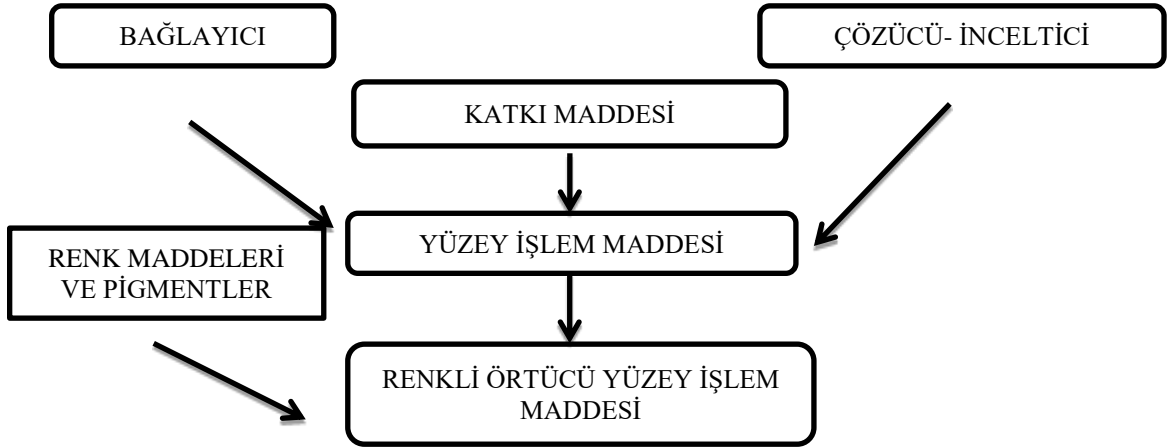 BAĞLAYICI
ÇÖZÜCÜ- İNCELTİCİ
KATKI MADDESİ
YÜZEY İŞLEM MADDESİ
RENK MADDELERİ
VE PİGMENTLER
RENKLİ ÖRTÜCÜ YÜZEY İŞLEM
MADDESİ